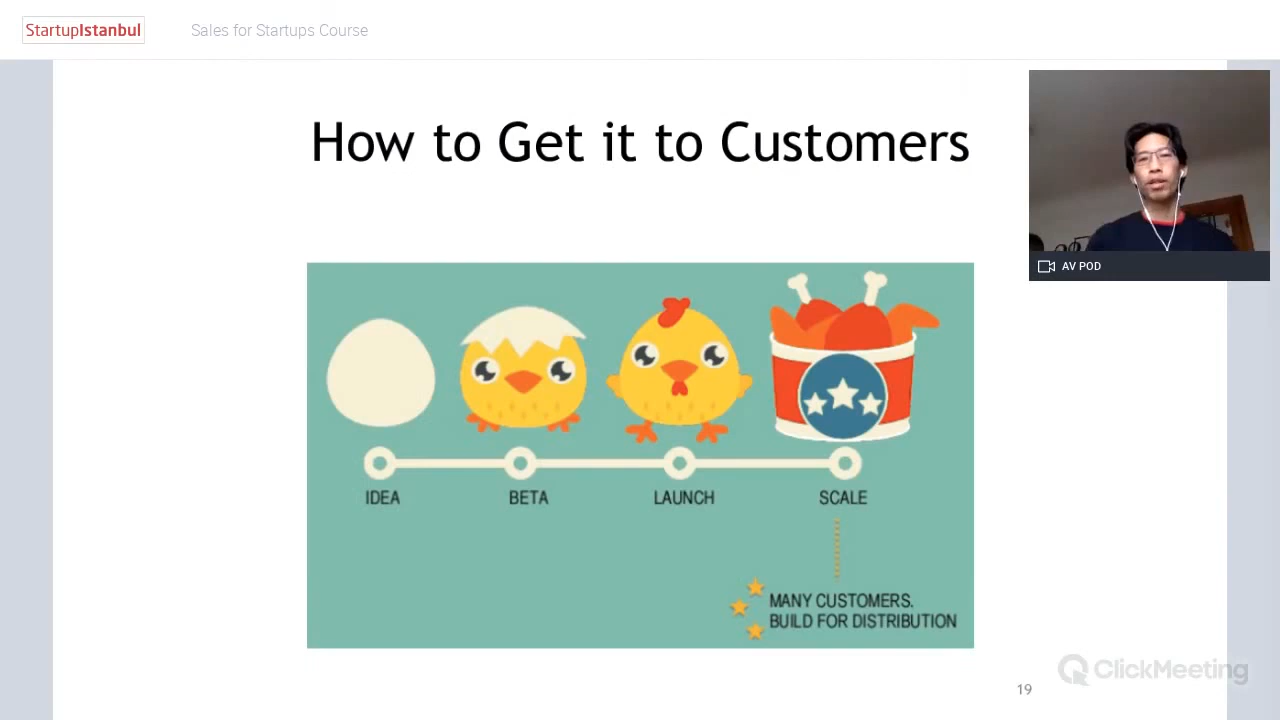 StartupIstanbul
Sales for Startups Course
How to Get it to Customers
AV POD
IDEA
BETA
LAUNCH
SCALE
MANY CUSTOMERS.
BUILD FOR DISTRIBUTION
ClickMeeting
19